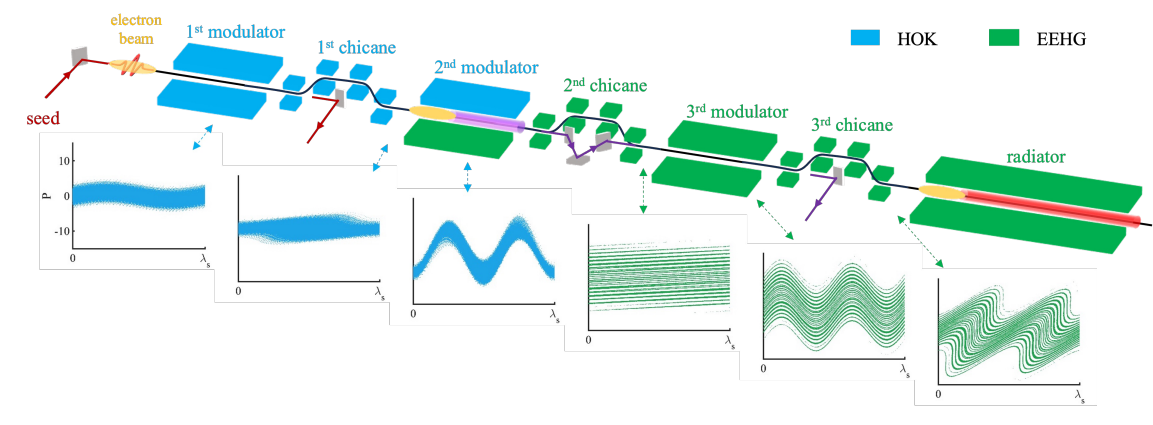 electron
beam
1st modulator
1st chicane
2nd modulator
2nd chicane
3rd modulator
3rd chicane
radiator
HOK
EEHG
seed
10
P
0
-10
0
λs
0
λs
0
λs
0
λs
0
λs
0
λs